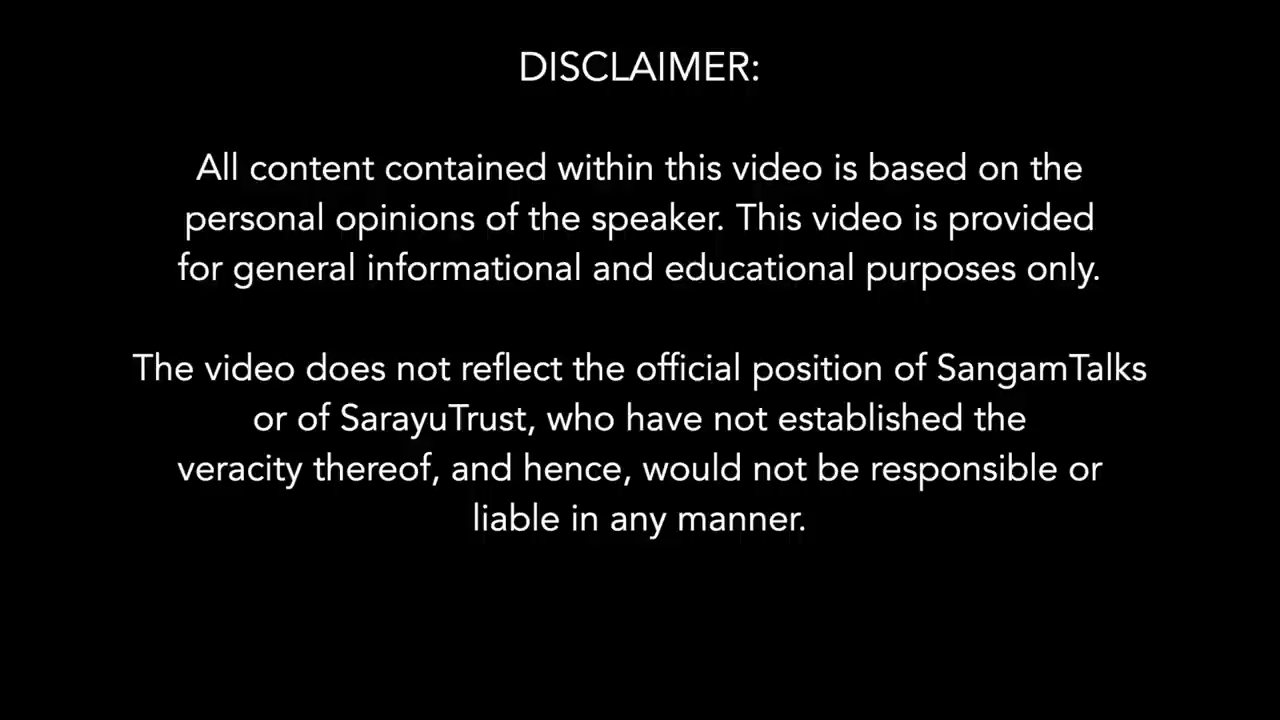 DISCLAIMER:
All content contained within this video is based on the
personal opinions of the speaker. This video is provided
for general informational and educational purposes only.
The video does not reflect the official position of SangamTalks
or of SarayuTrust, who have not established the
veracity thereof, and hence, would not be responsible or
liable in any manner.